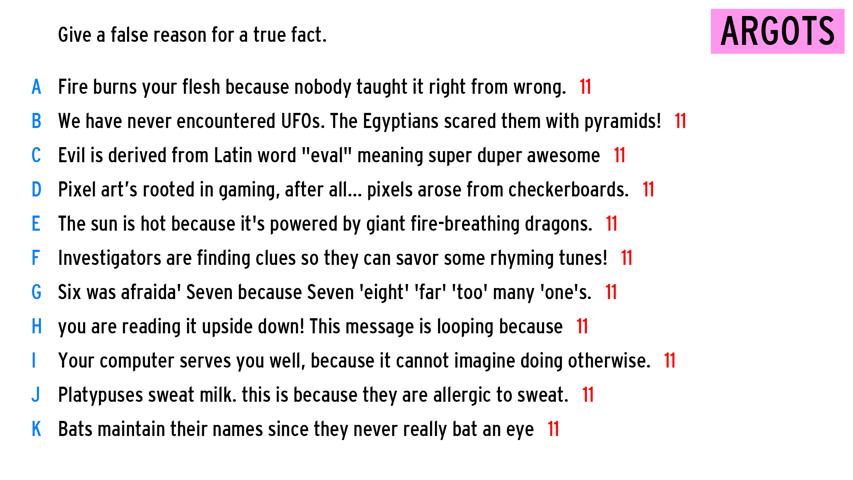 Give a false reason for a true fact.
ARGOTS
A Fire burns your flesh because nobody taught it right from wrong. 11
B We have never encountered UFOs. The Egyptians scared them with pyramids! 11
C Evil is derived from Latin word "eval" meaning super duper awesome 11
D Pixel art’s rooted in gaming, after all... pixels arose from checkerboards. 11
E The sun is hot because it's powered by giant fire-breathing dragons. 11
F Investigators are finding clues so they can savor some rhyming tunes! 11
G Six was afraida' Seven because Seven 'eight' 'far' 'too' many 'one's. 11
H you are reading it upside down! This message is looping because 11
I Your computer serves you well, because it cannot imagine doing otherwise. 11
J Platypuses sweat milk. this is because they are allergic to sweat. 11
K Bats maintain their names since they never really bat an eye 11